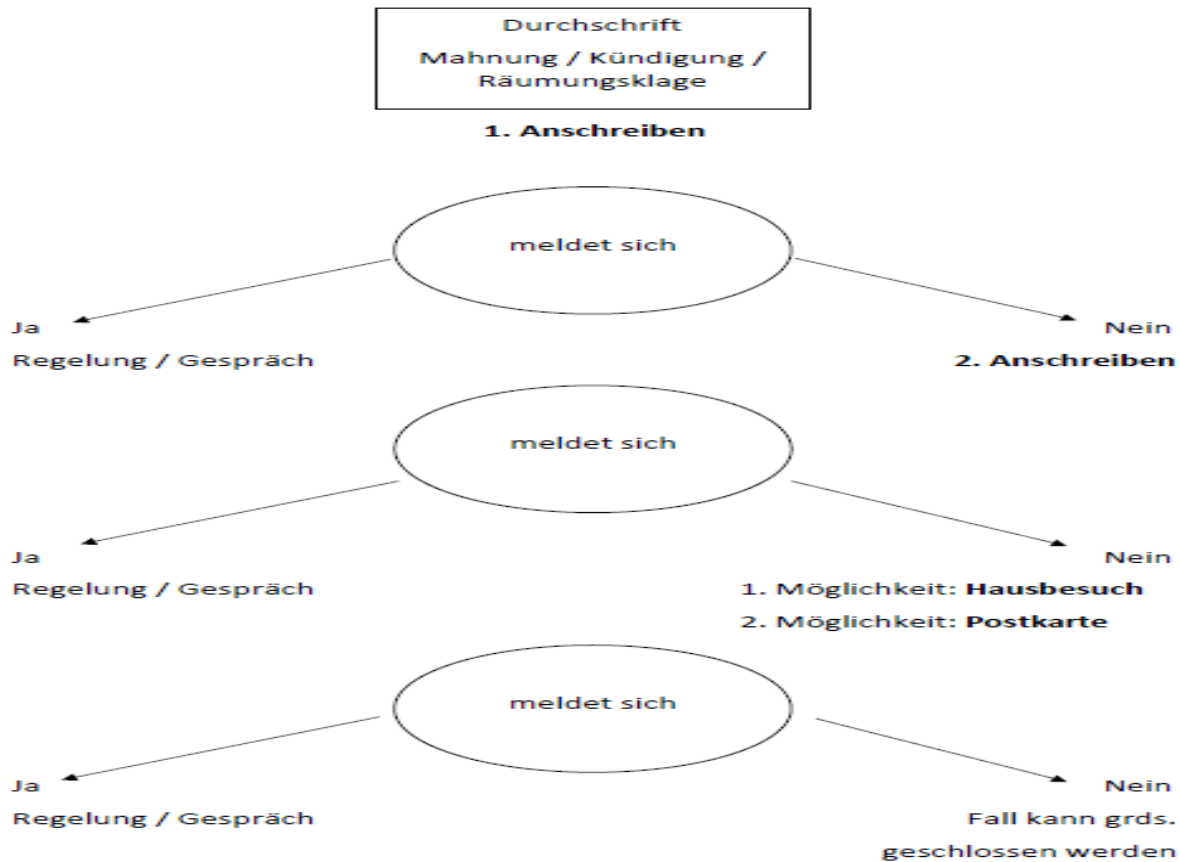 Durchschrift
Mahnung / Kündigung /
Räumungsklage
1. Anschreiben
meldet sich
Ja
Nein
Regelung / Gespräch
2. Anschreiben
meldet sich
Ja
Nein
Regelung / Gespräch
1. Möglichkeit: Hausbesuch
2. Möglichkeit: Postkarte
meldet sich
Ja
Nein
Regelung / Gespräch
Fall kann grds.
geschlossen werden